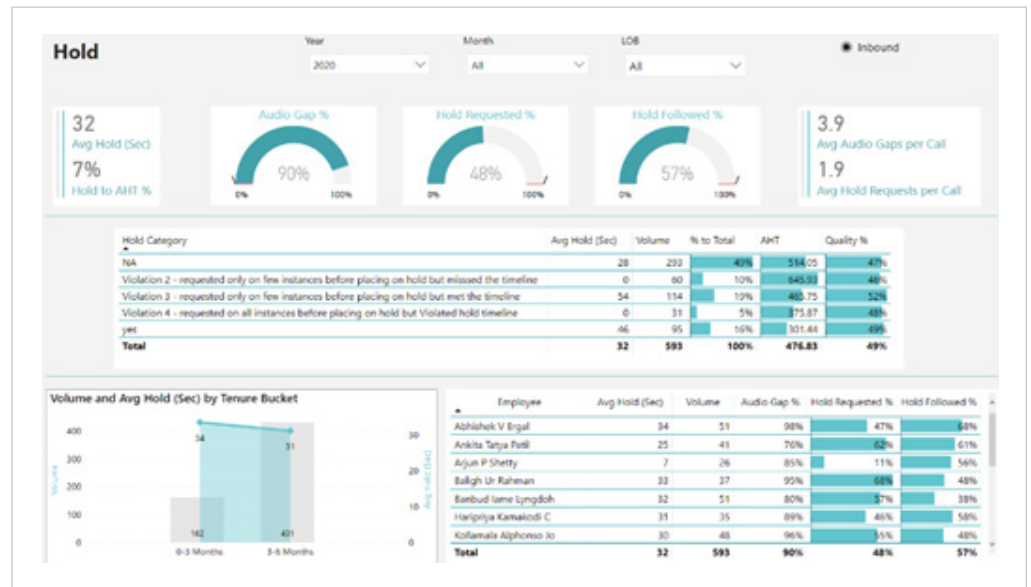 Hold
Year Month LOB
2020 All All
Inbound
32
Avg Hold (Sec)
7%
Hold to AHT %
Audio Gap %
90%
0% 100%
Hold Requested %
48%
0% 100%
Hold Followed %
57%
0% 100%
3.9
Avg Audio Gaps per Call
1.9
Avg Hold Requests per Call
Hold Category Avg Hold (Sec) Volume % to Total AHT Quality %
NA 28 293 49% 514.05 47%
Violation 2 - requested only on few instances before placing on hold but misssed the timeline 0 60 10% 645.93 46%
Violation 3 - requested only on few instances before placing on hold but met the timeline 54 114 19% 465.75 52%
Violation 4 - requested on all instances before placing on hold but Violated hold timeline 0 31 5% 375.87 48%
yes 46 95 16% 301.44 49%
Total 32 593 100% 476.83 49%
Volume and Avg Hold (Sec) by Tenure Bucket
400
300
200
100
0
Volume
34 31
162 431
0-3 Months 3-6 Months
30
20
10
0
Avg Hold (Sec)
Employee Avg Hold (Sec) Volume Audio Gap % Hold Requested % Hold Followed %
Abhishek V Ergal 34 51 98% 47% 68%
Ankita Tatya Patil 25 41 76% 62% 61%
Arjun P Shetty 7 26 85% 11% 56%
Baligh Ur Rahman 33 37 95% 68% 48%
Banbud Iame Lyngdoh 32 51 80% 57% 38%
Haripriya Kamakodi C 31 35 89% 46% 58%
Kollamala Alphonso Jo 30 48 96% 55% 48%
Total 32 593 90% 48% 57%